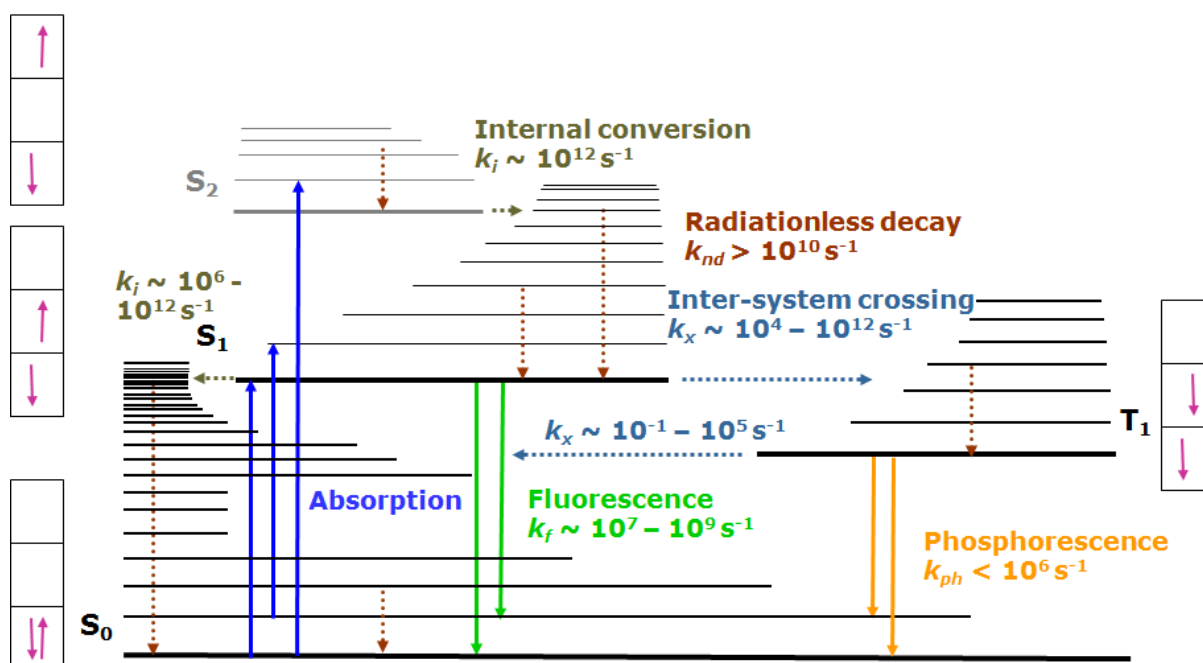 Internal conversion
kᵢ ~ 10¹² s⁻¹
S₂
Radiationless decay
k_nd > 10¹⁰ s⁻¹
kᵢ ~ 10⁶ -
10¹² s⁻¹
Inter-system crossing
kₓ ~ 10⁴ – 10¹² s⁻¹
S₁
T₁
kₓ ~ 10⁻¹ – 10⁵ s⁻¹
Absorption
Fluorescence
k_f ~ 10⁷ – 10⁹ s⁻¹
Phosphorescence
k_ph < 10⁶ s⁻¹
S₀